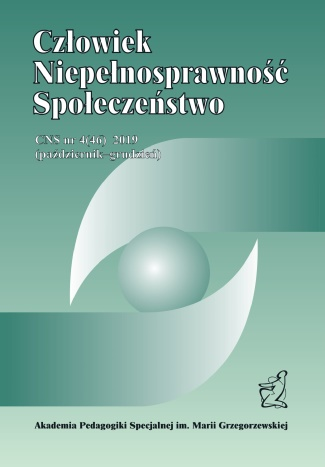 Człowiek
Niepełnosprawność
Społeczeństwo
CNS nr 4(46) 2019
(październik–grudzień)
Akademia Pedagogiki Specjalnej im. Marii Grzegorzewskiej